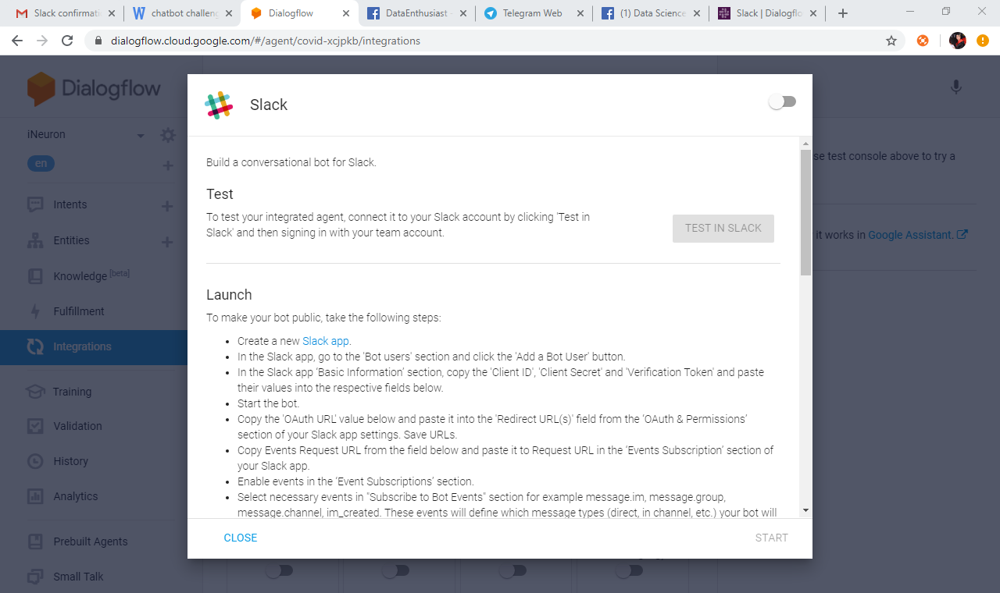 Slack confirmati
chatbot challeng
Dialogflow
DataEnthusiast -
Telegram Web
(1) Data Science
Slack | Dialogflo
dialogflow.cloud.google.com/#/agent/covid-xcjpkb/integrations
Dialogflow
iNeuron
en
Intents
Entities
Knowledge [beta]
Fulfillment
Integrations
Training
Validation
History
Analytics
Prebuilt Agents
Small Talk
Slack
Build a conversational bot for Slack.
Test
To test your integrated agent, connect it to your Slack account by clicking 'Test in
Slack' and then signing in with your team account.
TEST IN SLACK
Launch
To make your bot public, take the following steps:
Create a new Slack app.
In the Slack app, go to the 'Bot users' section and click the 'Add a Bot User' button.
In the Slack app ‘Basic Information’ section, copy the 'Client ID', 'Client Secret' and 'Verification Token' and paste
their values into the respective fields below.
Start the bot.
Copy the 'OAuth URL' value below and paste it into the 'Redirect URL(s)' field from the ‘OAuth & Permissions’
section of your Slack app settings. Save URLs.
Copy Events Request URL from the field below and paste it to Request URL in the ‘Events Subscription’ section of
your Slack app.
Enable events in the ‘Event Subscriptions’ section.
Select necessary events in "Subscribe to Bot Events" section for example message.im, message.group,
message.channel, im_created. These events will define which message types (direct, in channel, etc.) your bot will
CLOSE
START
se test console above to try a
it works in Google Assistant.